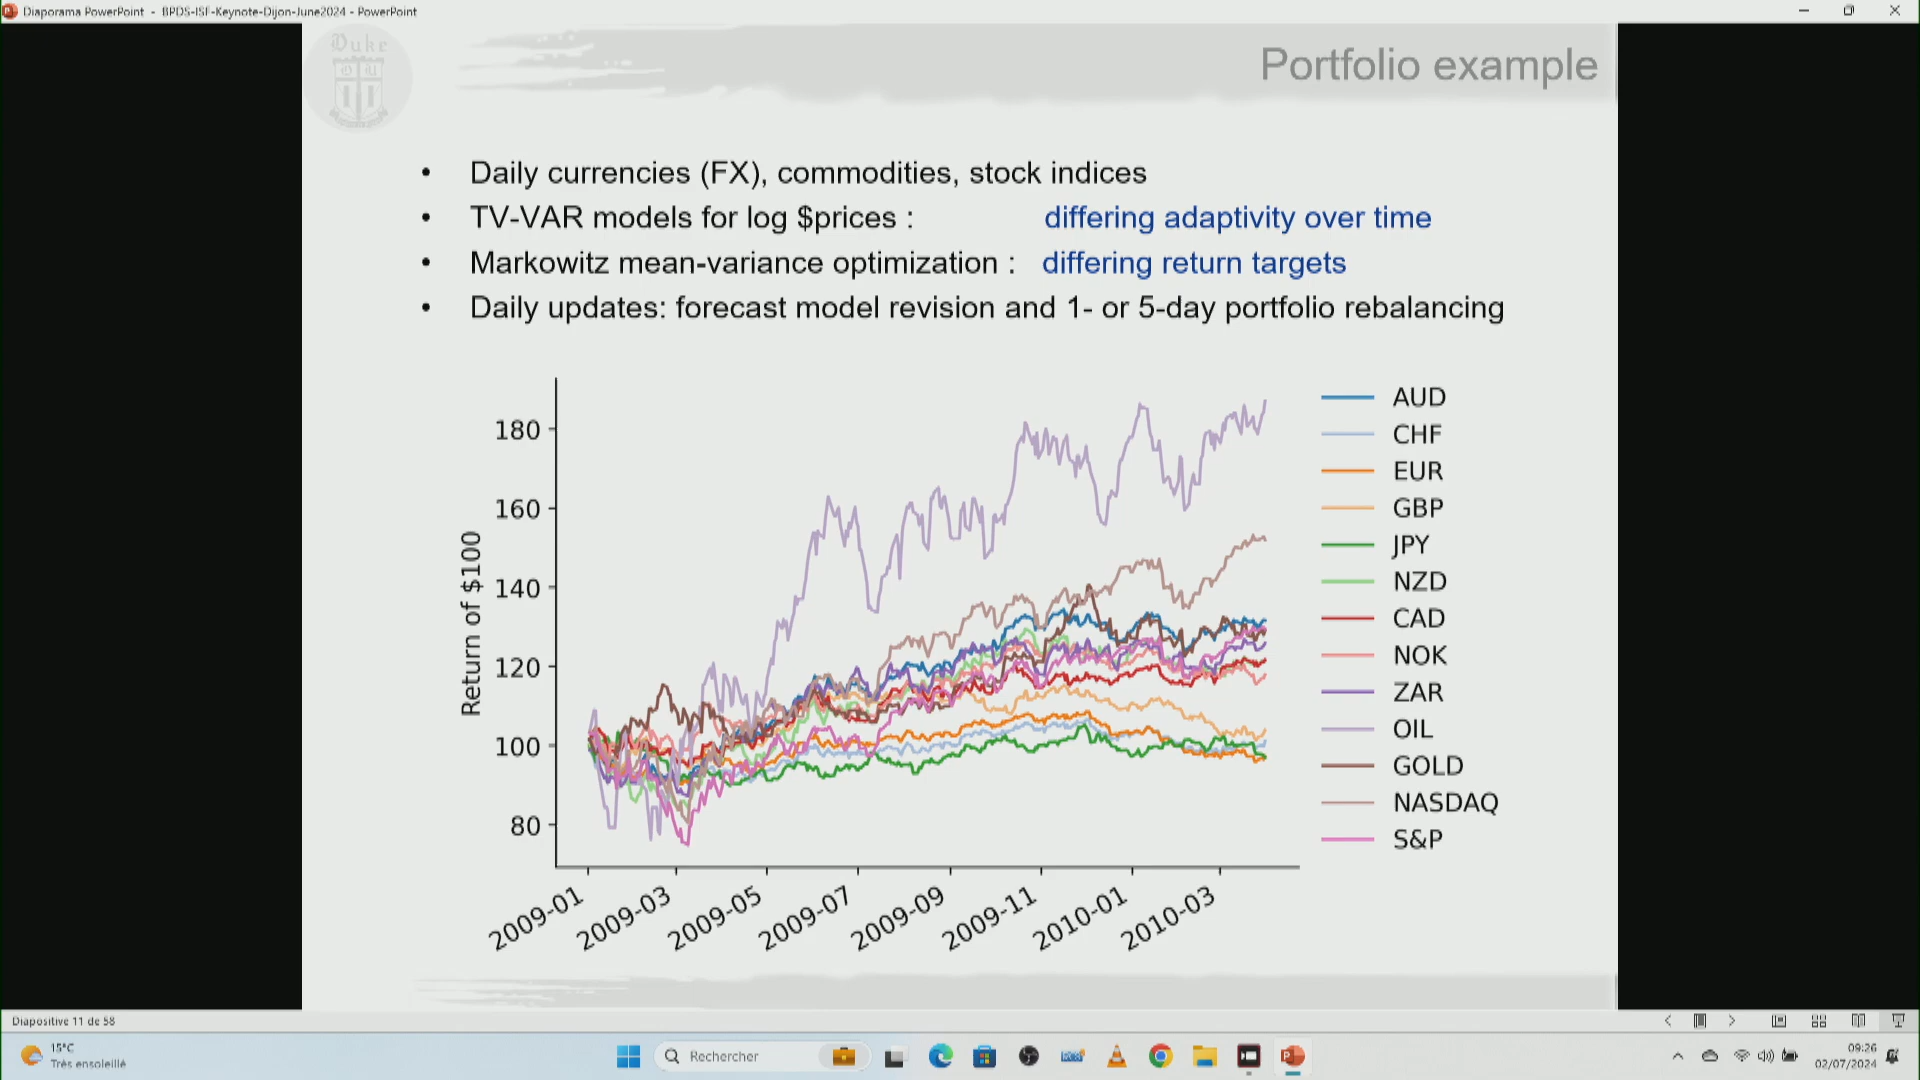 Diaporama PowerPoint - BPDS-ISF-Keynote-Dijon-June2024 - PowerPoint
Duke
Portfolio example
• Daily currencies (FX), commodities, stock indices
• TV-VAR models for log $prices : differing adaptivity over time
• Markowitz mean-variance optimization : differing return targets
• Daily updates: forecast model revision and 1- or 5-day portfolio rebalancing
Return of $100
180
160
140
120
100
80
2009-01
2009-03
2009-05
2009-07
2009-09
2009-11
2010-01
2010-03
AUD
CHF
EUR
GBP
JPY
NZD
CAD
NOK
ZAR
OIL
GOLD
NASDAQ
S&P
Diapositive 11 de 58
15°C
Très ensoleillé
Rechercher
09:26
02/07/2024